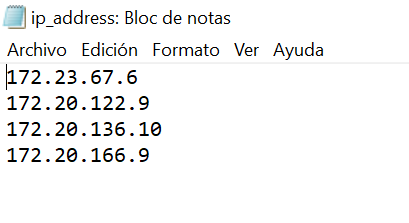 ip_address: Bloc de notas
Archivo Edición Formato Ver Ayuda
172.23.67.6
172.20.122.9
172.20.136.10
172.20.166.9